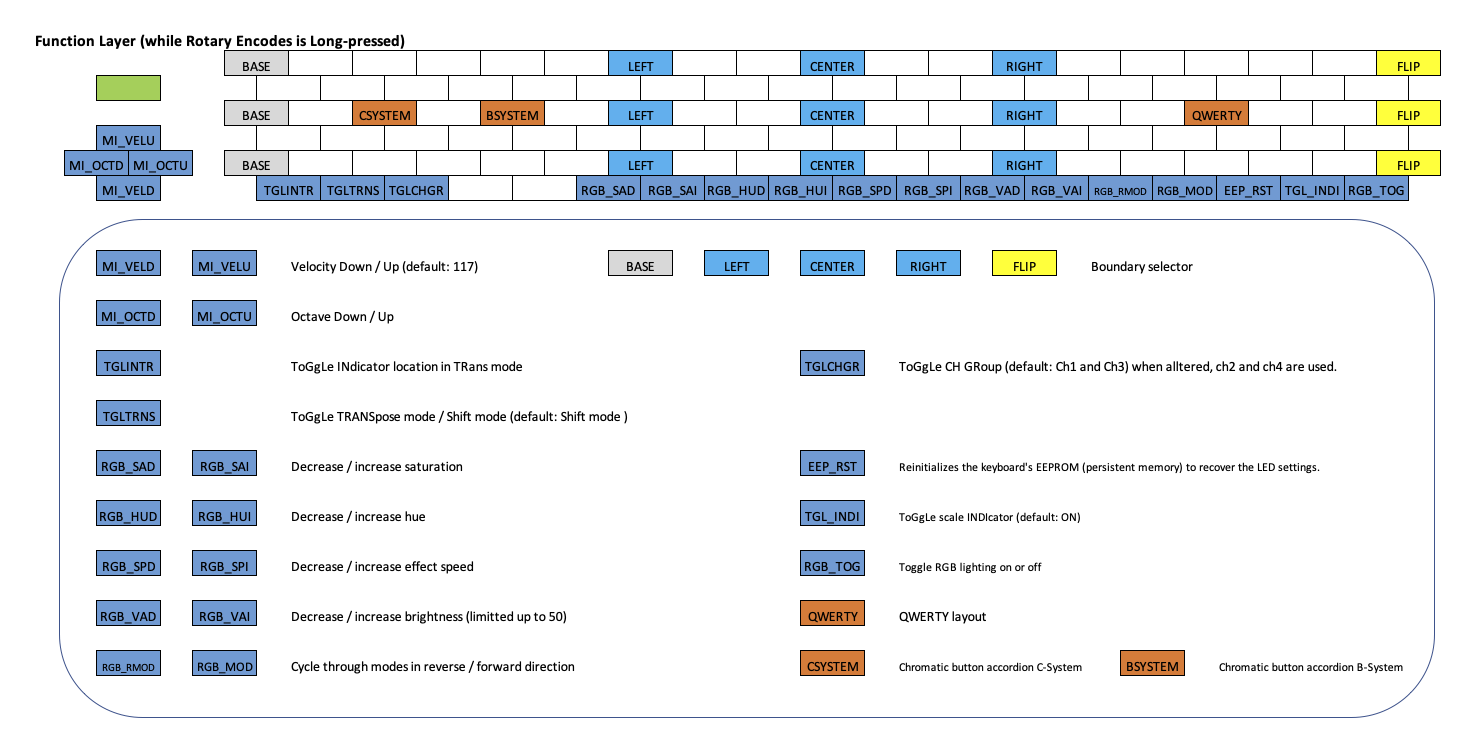 Function Layer (while Rotary Encodes is Long-pressed)
BASE LEFT CENTER RIGHT FLIP
BASE CSYSTEM BSYSTEM LEFT CENTER RIGHT QWERTY FLIP
MI_VELU
MI_OCTD MI_OCTU BASE LEFT CENTER RIGHT FLIP
MI_VELD TGLINTR TGLTRNS TGLCHGR RGB_SAD RGB_SAI RGB_HUD RGB_HUI RGB_SPD RGB_SPI RGB_VAD RGB_VAI RGB_RMOD RGB_MOD EEP_RST TGL_INDI RGB_TOG
MI_VELD MI_VELU Velocity Down / Up (default: 117) BASE LEFT CENTER RIGHT FLIP Boundary selector
MI_OCTD MI_OCTU Octave Down / Up
TGLINTR ToGgLe INdicator location in TRans mode TGLCHGR ToGgLe CH GRoup (default: Ch1 and Ch3) when alltered, ch2 and ch4 are used.
TGLTRNS ToGgLe TRANSpose mode / Shift mode (default: Shift mode )
RGB_SAD RGB_SAI Decrease / increase saturation EEP_RST Reinitializes the keyboard's EEPROM (persistent memory) to recover the LED settings.
RGB_HUD RGB_HUI Decrease / increase hue TGL_INDI ToGgLe scale INDIcator (default: ON)
RGB_SPD RGB_SPI Decrease / increase effect speed RGB_TOG Toggle RGB lighting on or off
RGB_VAD RGB_VAI Decrease / increase brightness (limitted up to 50) QWERTY QWERTY layout
RGB_RMOD RGB_MOD Cycle through modes in reverse / forward direction CSYSTEM Chromatic button accordion C-System BSYSTEM Chromatic button accordion B-System